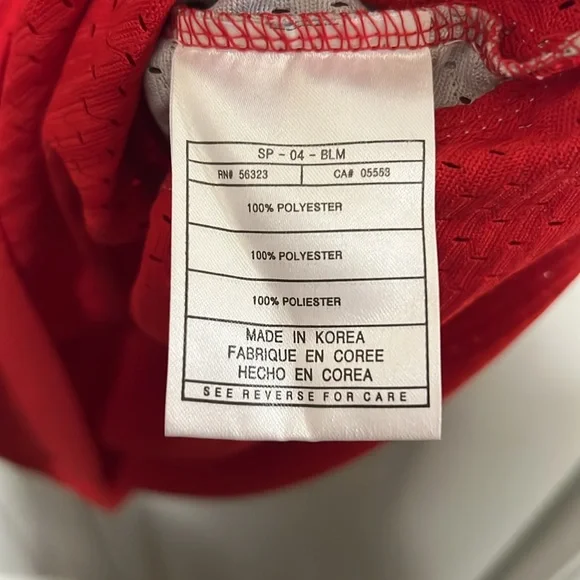 SP - 04 - BLM
RN# 56323 CA# 05553
100% POLYESTER
100% POLYESTER
100% POLIESTER
MADE IN KOREA
FABRIQUE EN COREE
HECHO EN COREA
SEE REVERSE FOR CARE